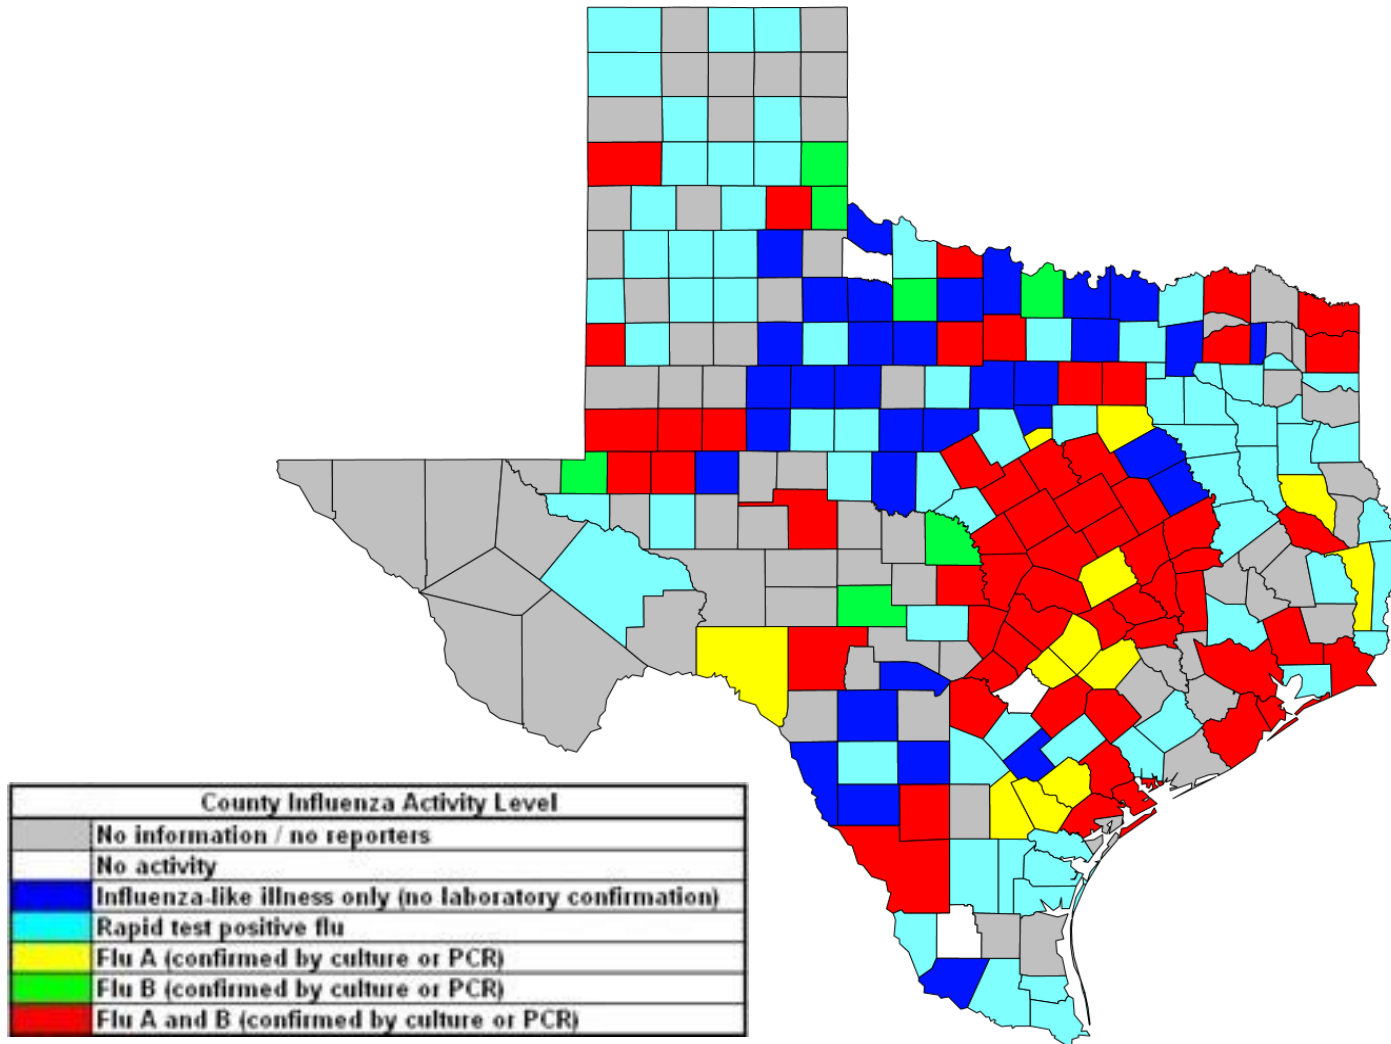 County Influenza Activity Level
No information / no reporters
No activity
Influenza-like illness only (no laboratory confirmation)
Rapid test positive flu
Flu A (confirmed by culture or PCR)
Flu B (confirmed by culture or PCR)
Flu A and B (confirmed by culture or PCR)